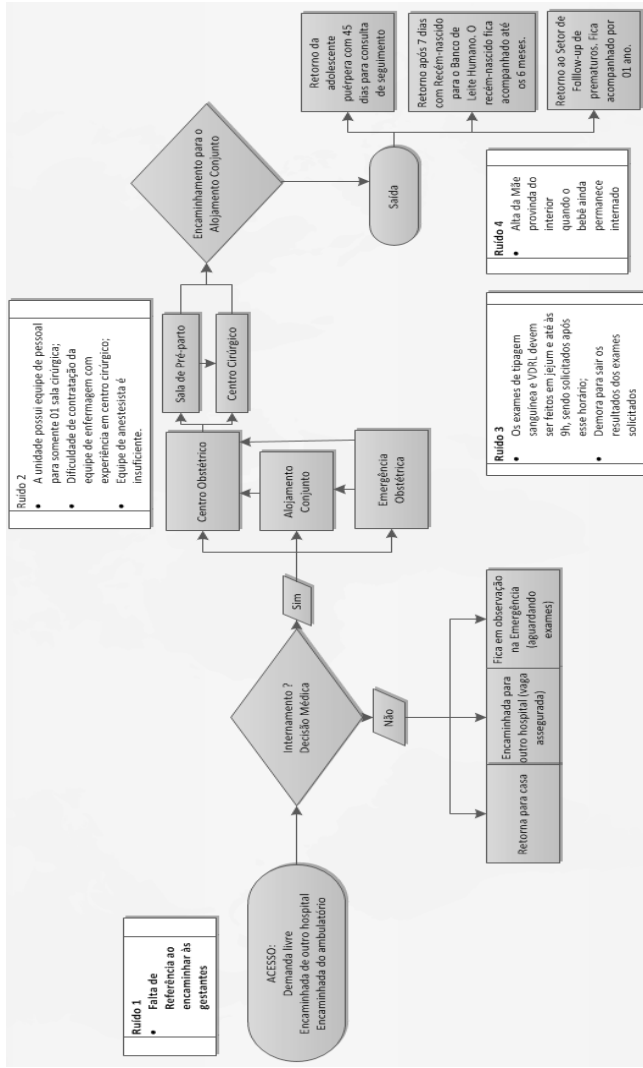 Ruído 1
• Falta de
Referência ao
encaminhar às
gestantes
ACESSO:
Demanda livre
Encaminhada de outro hospital
Encaminhada do ambulatório
Internamento ?
Decisão Médica
Sim
Não
Retorna para casa
Encaminhada para
outro hospital (vaga
assegurada)
Fica em observação
na Emergência
(aguardando
exames)
Ruído 2
• A unidade possui equipe de pessoal
para somente 01 sala cirúrgica;
• Dificuldade de contratação da
equipe de enfermagem com
experiência em centro cirúrgico;
• Equipe de anestesista é
insuficiente.
Centro Obstétrico
Alojamento
Conjunto
Emergência
Obstétrica
Sala de Pré-parto
Centro Cirúrgico
Encaminhamento para o
Alojamento Conjunto
Saída
Retorno da
adolescente
puérpera com 45
dias para consulta
de seguimento
Retorno após 7 dias
com Recém-nascido
para o Banco de
Leite Humano. O
recém-nascido fica
acompanhado até
os 6 meses.
Retorno ao Setor de
Folllow-up de
prematuros. Fica
acompanhado por
01 ano.
Ruído 3
• Os exames de tipagem
sanguínea e VDRL devem
ser feitos em jejum e até às
9h, sendo solicitados após
esse horário;
• Demora para sair os
resultados dos exames
solicitados
Ruído 4
• Alta da Mãe
provinda do
interior
quando o
bebê ainda
permanece
internado